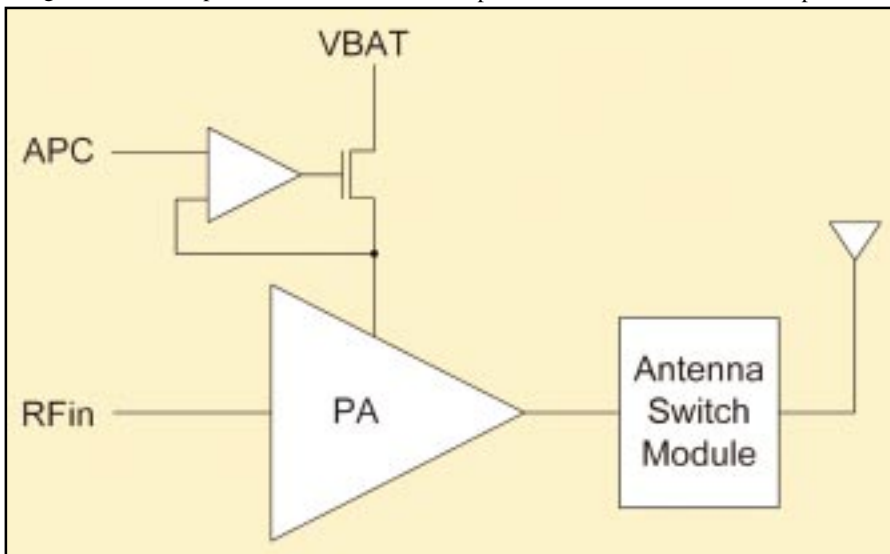 VBAT
APC
RFin
PA
Antenna
Switch
Module